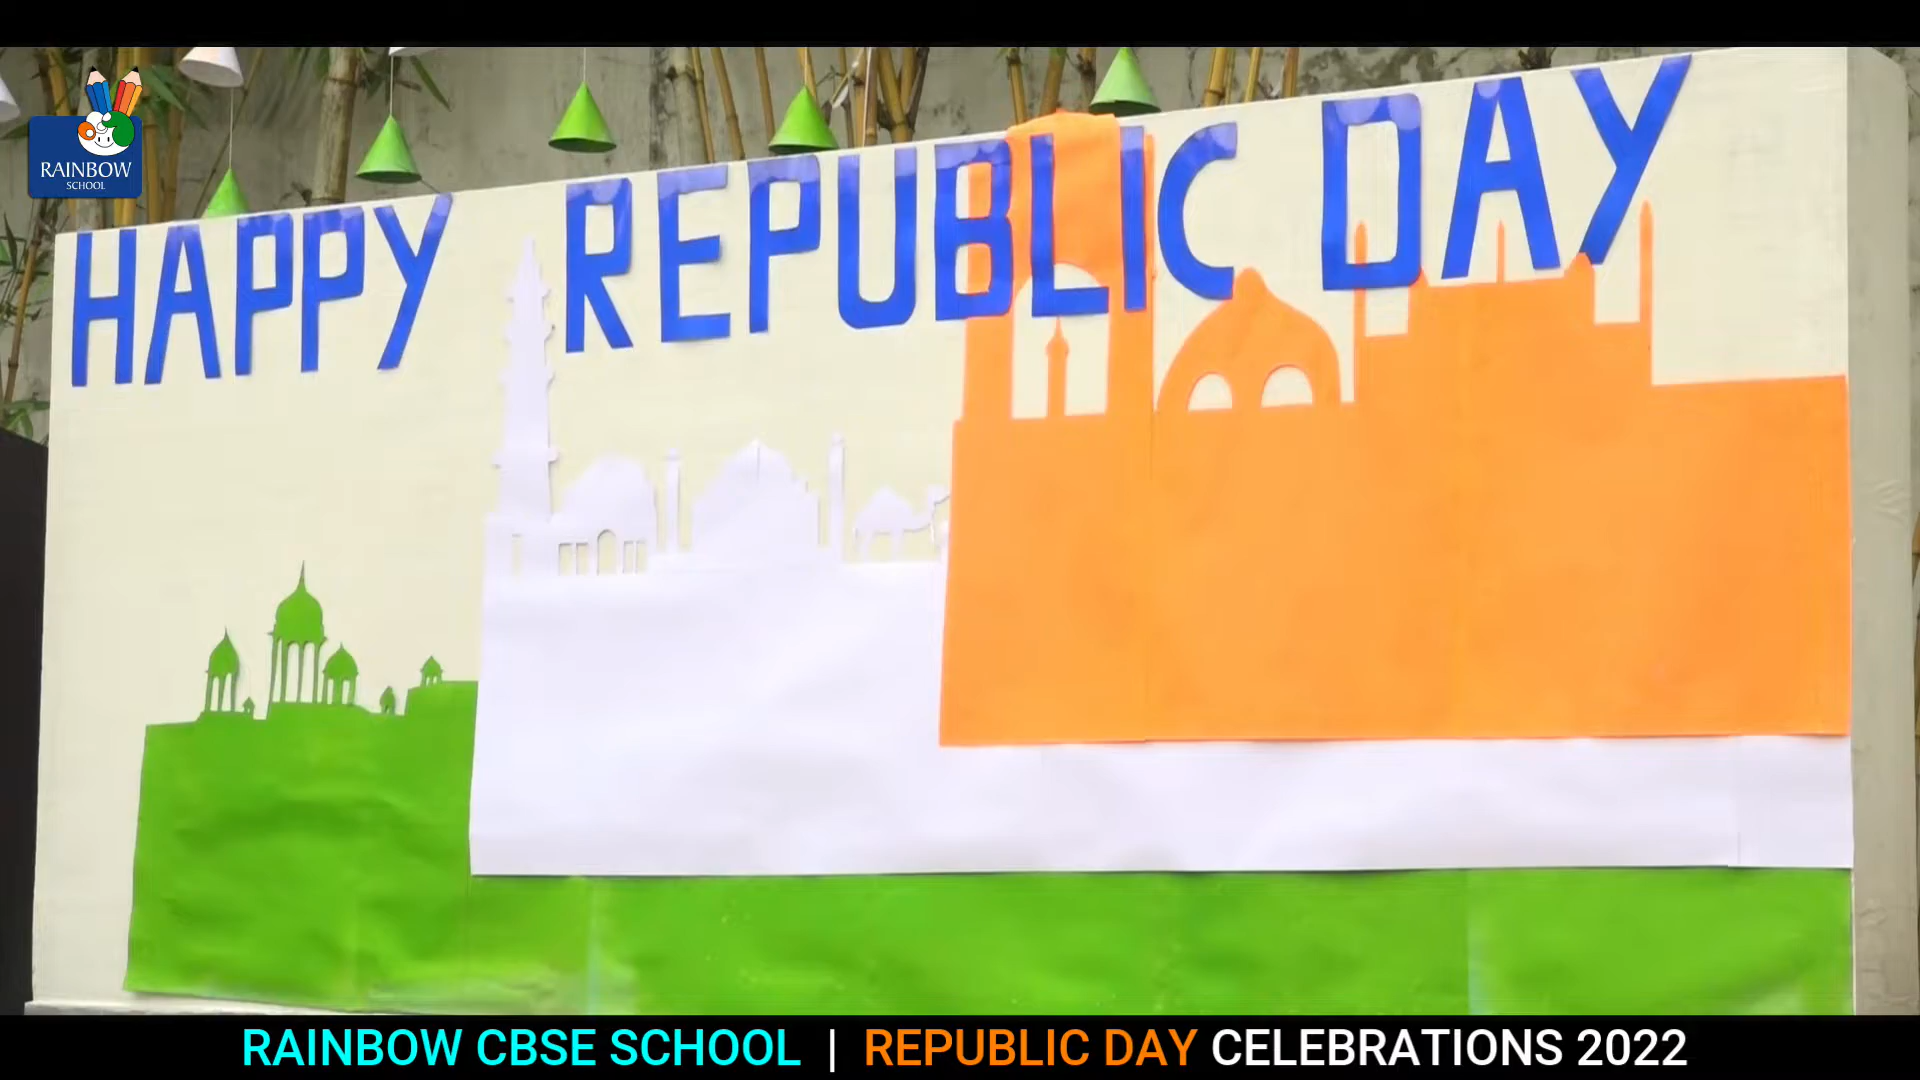 RAINBOW
SCHOOL
HAPPY REPUBLIC DAY
RAINBOW CBSE SCHOOL | REPUBLIC DAY CELEBRATIONS 2022